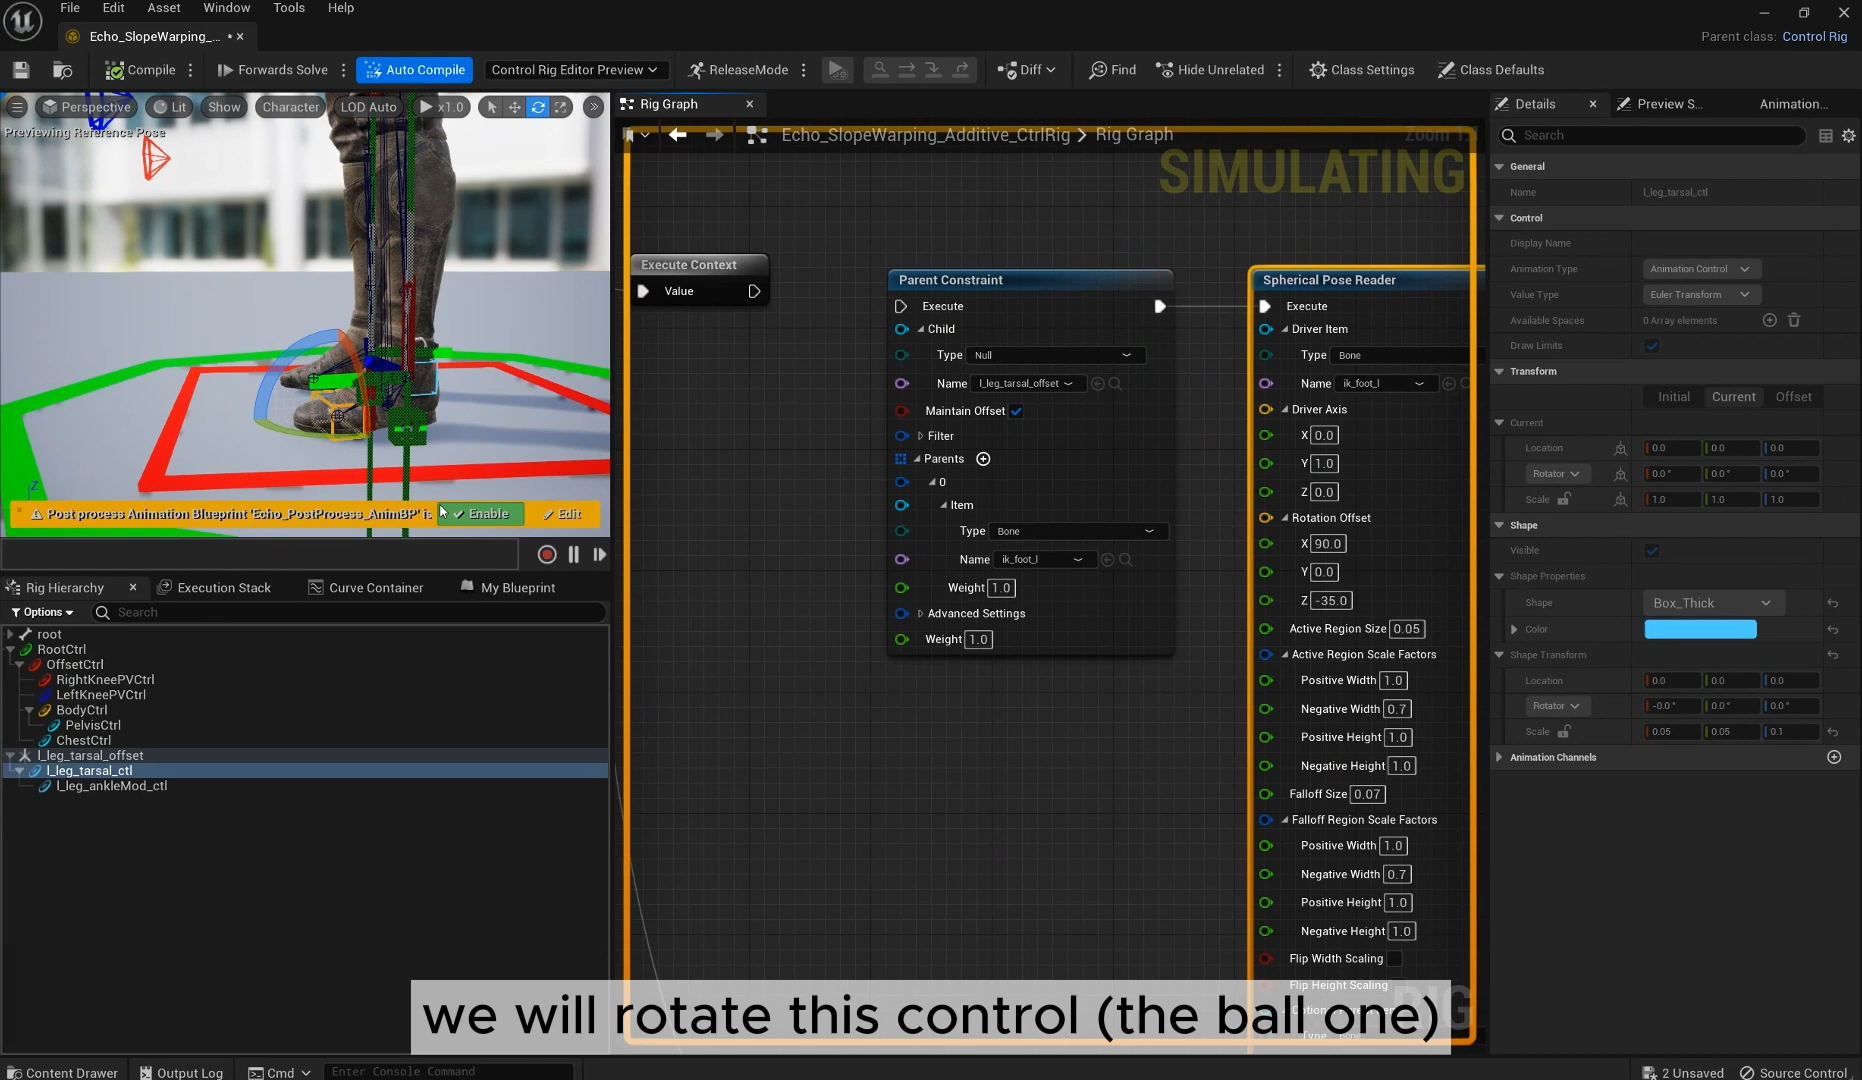 File Edit Asset Window Tools Help
Echo_SlopeWarping_... •
Parent class: Control Rig
Compile Forwards Solve Auto Compile Control Rig Editor Preview ReleaseMode Diff Find Hide Unrelated Class Settings Class Defaults
Perspective Lit Show Character LOD Auto x1.0
Previewing Reference Pose
Z
Post process Animation Blueprint 'Echo_PostProcess_AnimBP' is Enable Edit
Rig Hierarchy Execution Stack Curve Container My Blueprint
Options Search
root
RootCtrl
OffsetCtrl
RightKneePVCtrl
LeftKneePVCtrl
BodyCtrl
PelvisCtrl
ChestCtrl
l_leg_tarsal_offset
l_leg_tarsal_ctl
l_leg_ankleMod_ctl
Rig Graph
Echo_SlopeWarping_Additive_CtrlRig > Rig Graph
SIMULATING
Execute Context
Value
Parent Constraint
Execute
Child
Type Null
Name l_leg_tarsal_offset
Maintain Offset
Filter
Parents
0
Item
Type Bone
Name ik_foot_l
Weight 1.0
Advanced Settings
Weight 1.0
Spherical Pose Reader
Execute
Driver Item
Type Bone
Name ik_foot_l
Driver Axis
X 0.0
Y 1.0
Z 0.0
Rotation Offset
X 90.0
Y 0.0
Z -35.0
Active Region Size 0.05
Active Region Scale Factors
Positive Width 1.0
Negative Width 0.7
Positive Height 1.0
Negative Height 1.0
Falloff Size 0.07
Falloff Region Scale Factors
Positive Width 1.0
Negative Width 0.7
Positive Height 1.0
Negative Height 1.0
Flip Width Scaling
Flip Height Scaling
we will rotate this control (the ball one)
Details Preview S... Animation...
Search
General
Name l_leg_tarsal_ctl
Control
Display Name
Animation Type Animation Control
Value Type Euler Transform
Available Spaces 0 Array elements
Draw Limits
Transform
Initial Current Offset
Current
Location 0.0 0.0 0.0
Rotator 0.0° 0.0° 0.0°
Scale 1.0 1.0 1.0
Shape
Visible
Shape Properties
Shape Box_Thick
Color
Shape Transform
Location 0.0 0.0 0.0
Rotator -0.0° 0.0° 0.0°
Scale 0.05 0.05 0.1
Animation Channels
Content Drawer Output Log Cmd Enter Console Command 2 Unsaved Source Control